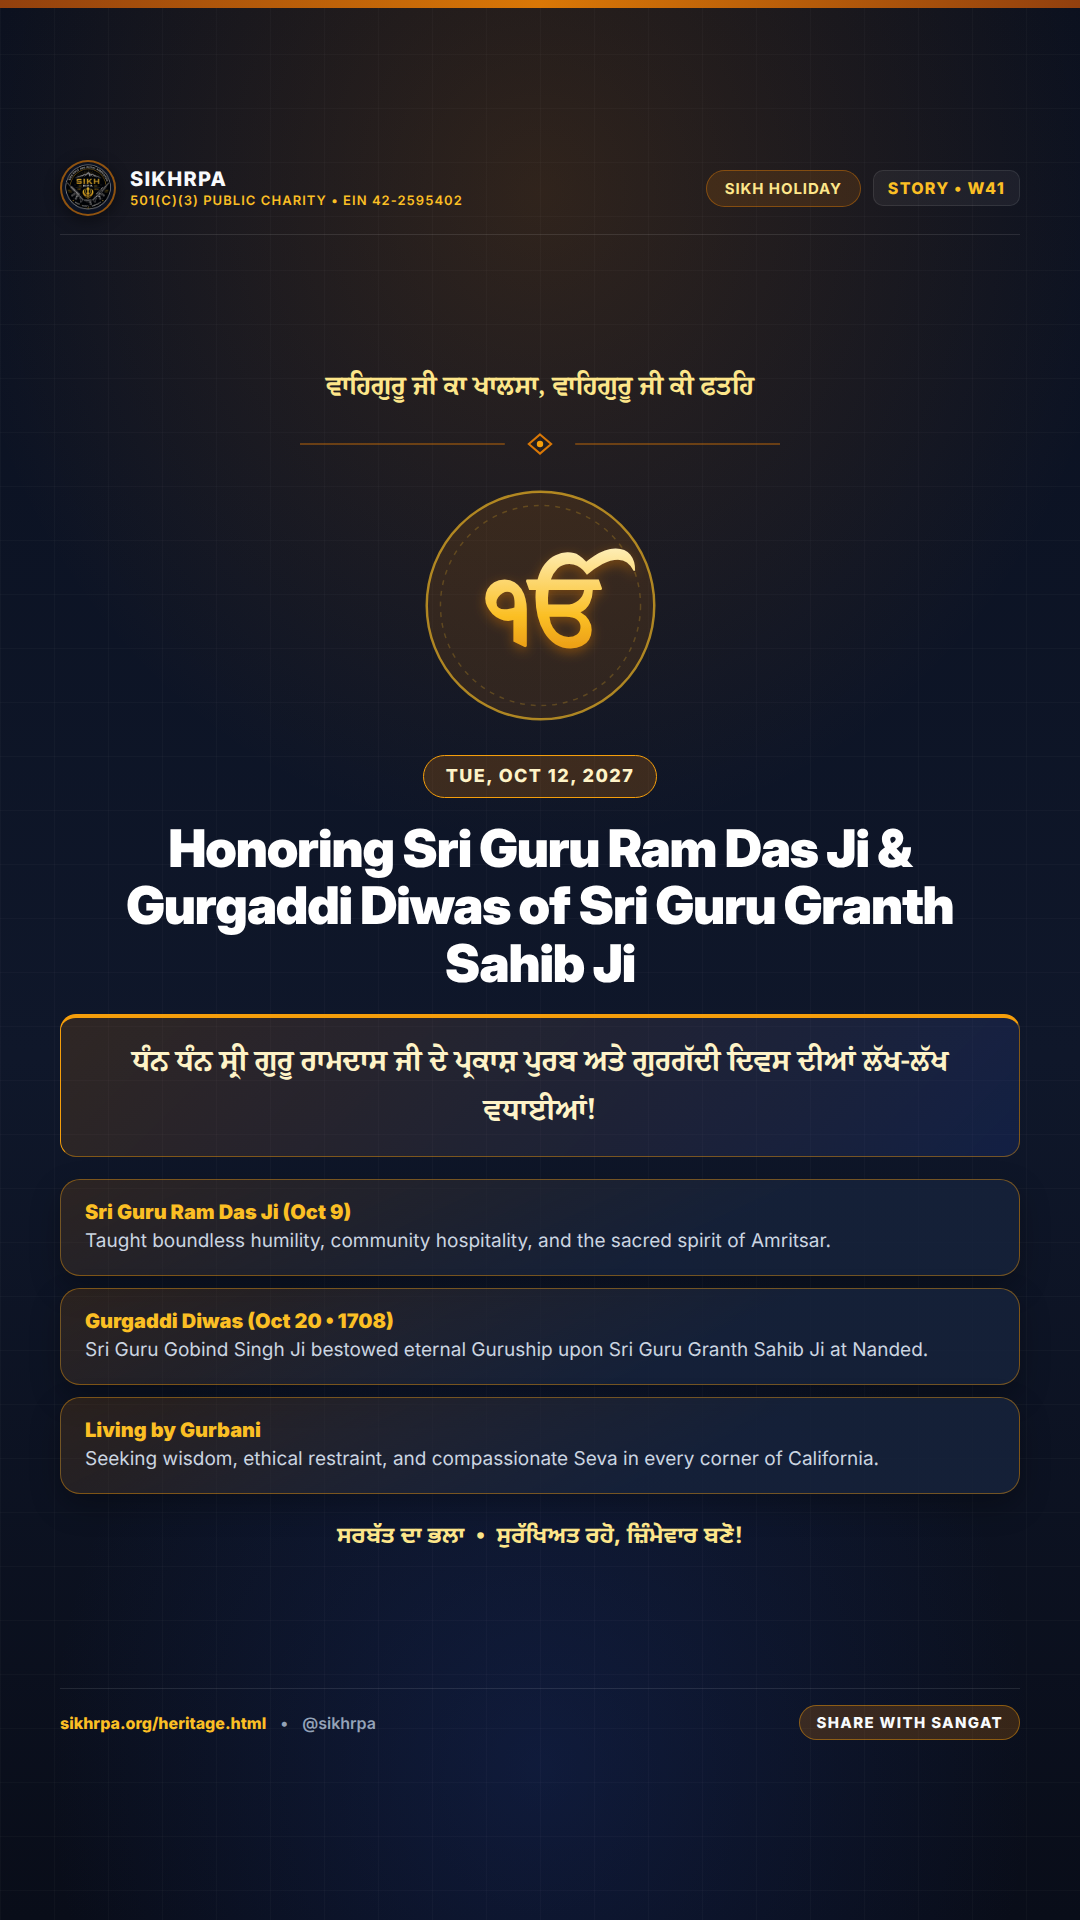 SIKHRPA
501(C)(3) PUBLIC CHARITY • EIN 42-2595402
SIKH HOLIDAY
STORY • W41
ਵਾਹਿਗੁਰੂ ਜੀ ਕਾ ਖਾਲਸਾ, ਵਾਹਿਗੁਰੂ ਜੀ ਕੀ ਫਤਹਿ
ੴ
TUE, OCT 12, 2027
Honoring Sri Guru Ram Das Ji &
Gurgaddi Diwas of Sri Guru Granth
Sahib Ji
ਧੰਨ ਧੰਨ ਸ੍ਰੀ ਗੁਰੂ ਰਾਮਦਾਸ ਜੀ ਦੇ ਪ੍ਰਕਾਸ਼ ਪੁਰਬ ਅਤੇ ਗੁਰਗੱਦੀ ਦਿਵਸ ਦੀਆਂ ਲੱਖ-ਲੱਖ
ਵਧਾਈਆਂ!
Sri Guru Ram Das Ji (Oct 9)
Taught boundless humility, community hospitality, and the sacred spirit of Amritsar.
Gurgaddi Diwas (Oct 20 • 1708)
Sri Guru Gobind Singh Ji bestowed eternal Guruship upon Sri Guru Granth Sahib Ji at Nanded.
Living by Gurbani
Seeking wisdom, ethical restraint, and compassionate Seva in every corner of California.
ਸਰਬੱਤ ਦਾ ਭਲਾ • ਸੁਰੱਖਿਅਤ ਰਹੋ, ਜ਼ਿੰਮੇਵਾਰ ਬਣੋ!
sikhrpa.org/heritage.html • @sikhrpa
SHARE WITH SANGAT